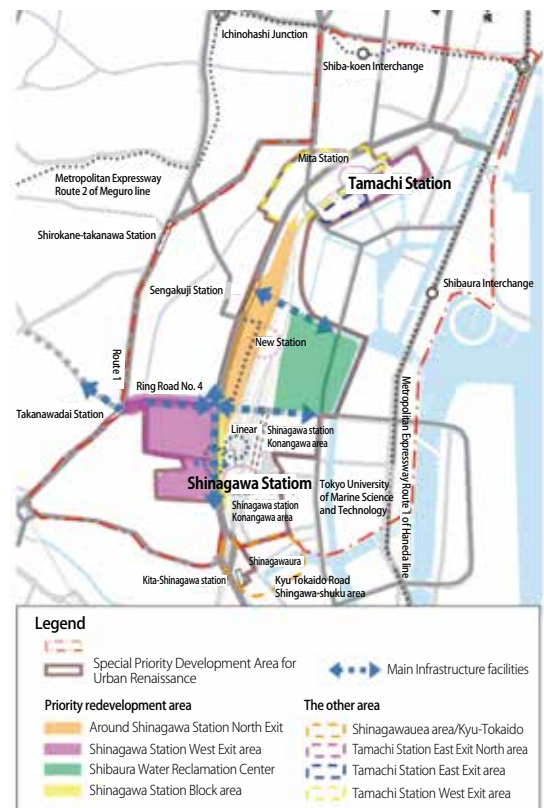 Ichinohashi Junction
Shiba-koen Interchange
Mita Station
Metropolitan Expressway
Route 2 of Meguro line
Tamachi Station
Shirokane-takanawa Station
Sengakuji Station
Shibaura Interchange
New Station
Route 1
Ring Road No. 4
Takanawadai Station
Linear
Shinagawa station
Konangawa area
Metropolitan Expressway Route 1 of Haneda line
Shinagawa Statiom
Tokyo University
of Marine Science
and Technology
Shinagawa station
Konangawa area
Shinagawaura
Kita-Shinagawa station
Kyu Tokaido Road
Shingawa-shuku area
Legend
Special Priority Development Area for
Urban Renaissance
Main Infrastructure facilities
Priority redevelopment area
Around Shinagawa Station North Exit
Shinagawa Station West Exit area
Shibaura Water Reclamation Center
Shinagawa Station Block area
The other area
Shinagawauea area/Kyu-Tokaido
Tamachi Station East Exit North area
Tamachi Station East Exit area
Tamachi Station West Exit area